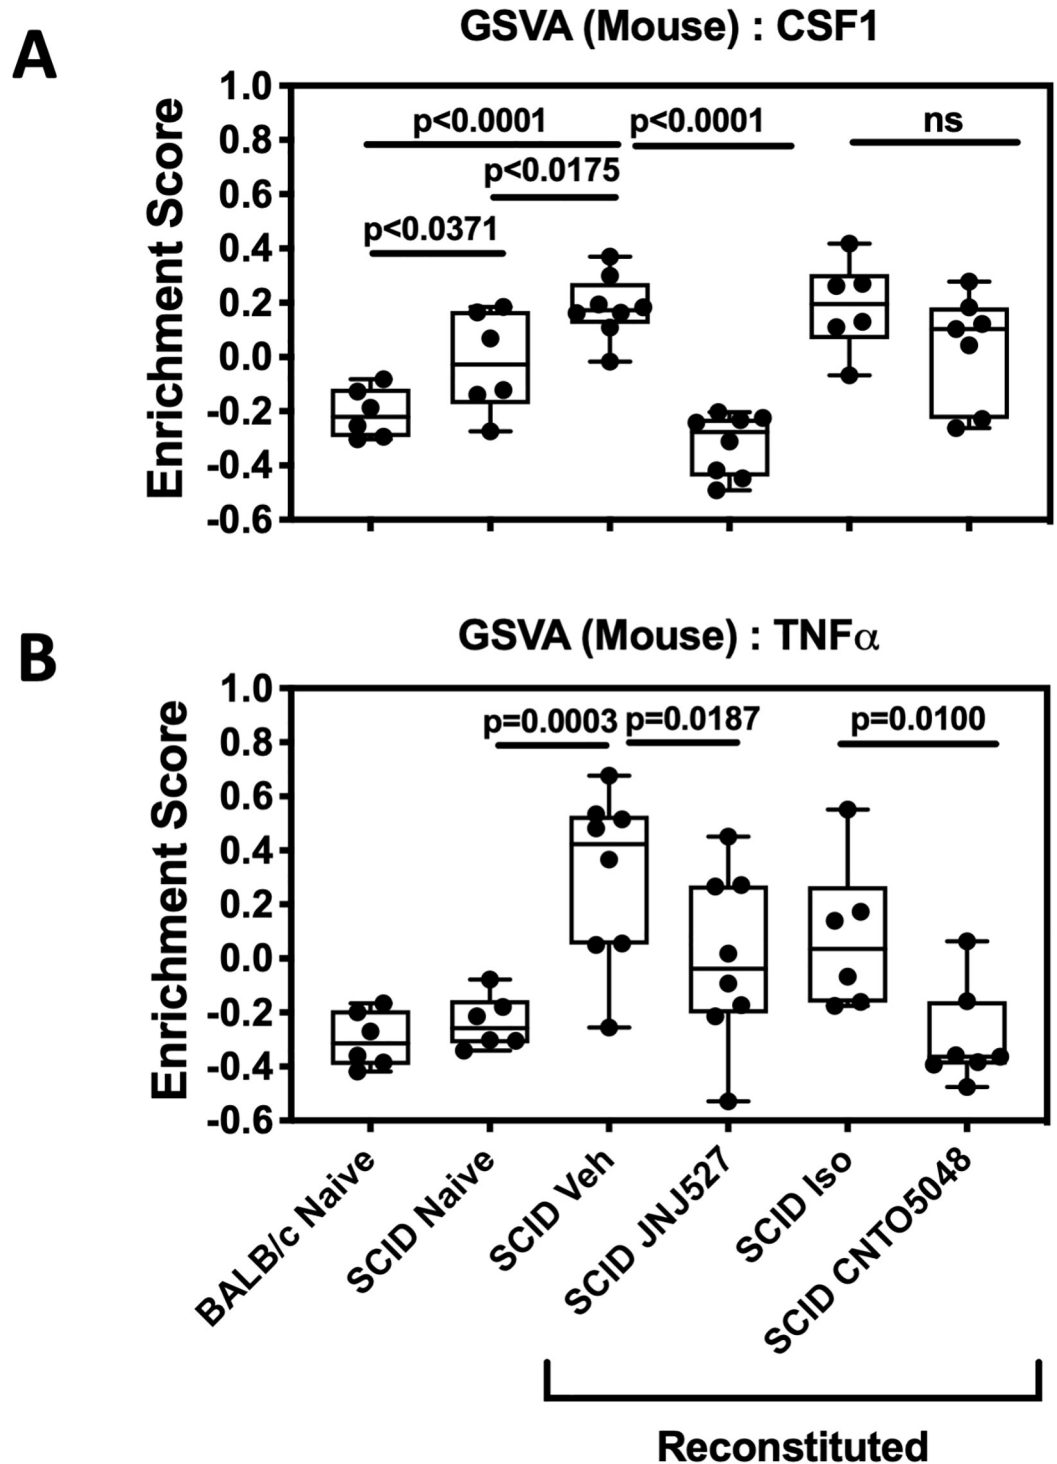 A
GSVA (Mouse) : CSF1
Enrichment Score
1.0
0.8
0.6
0.4
0.2
0.0
-0.2
-0.4
-0.6
p<0.0001
p<0.0001
ns
p<0.0175
p<0.0371
B
GSVA (Mouse) : TNFα
Enrichment Score
1.0
0.8
0.6
0.4
0.2
0.0
-0.2
-0.4
-0.6
p=0.0003
p=0.0187
p=0.0100
BALB/c Naive
SCID Naive
SCID Veh
SCID JNJ527
SCID Iso
SCID CNTO5048
Reconstituted